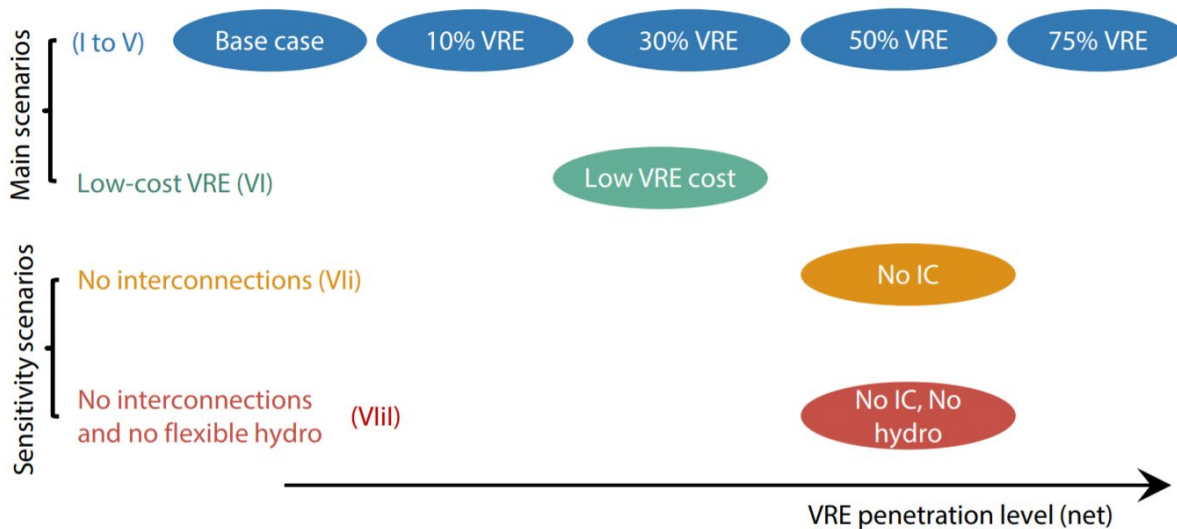 Main scenarios
(I to V)
Base case
10% VRE
30% VRE
50% VRE
75% VRE
Low-cost VRE (VI)
Low VRE cost
Sensitivity scenarios
No interconnections (VIi)
No IC
No interconnections
and no flexible hydro
(VIiI)
No IC, No
hydro
VRE penetration level (net)